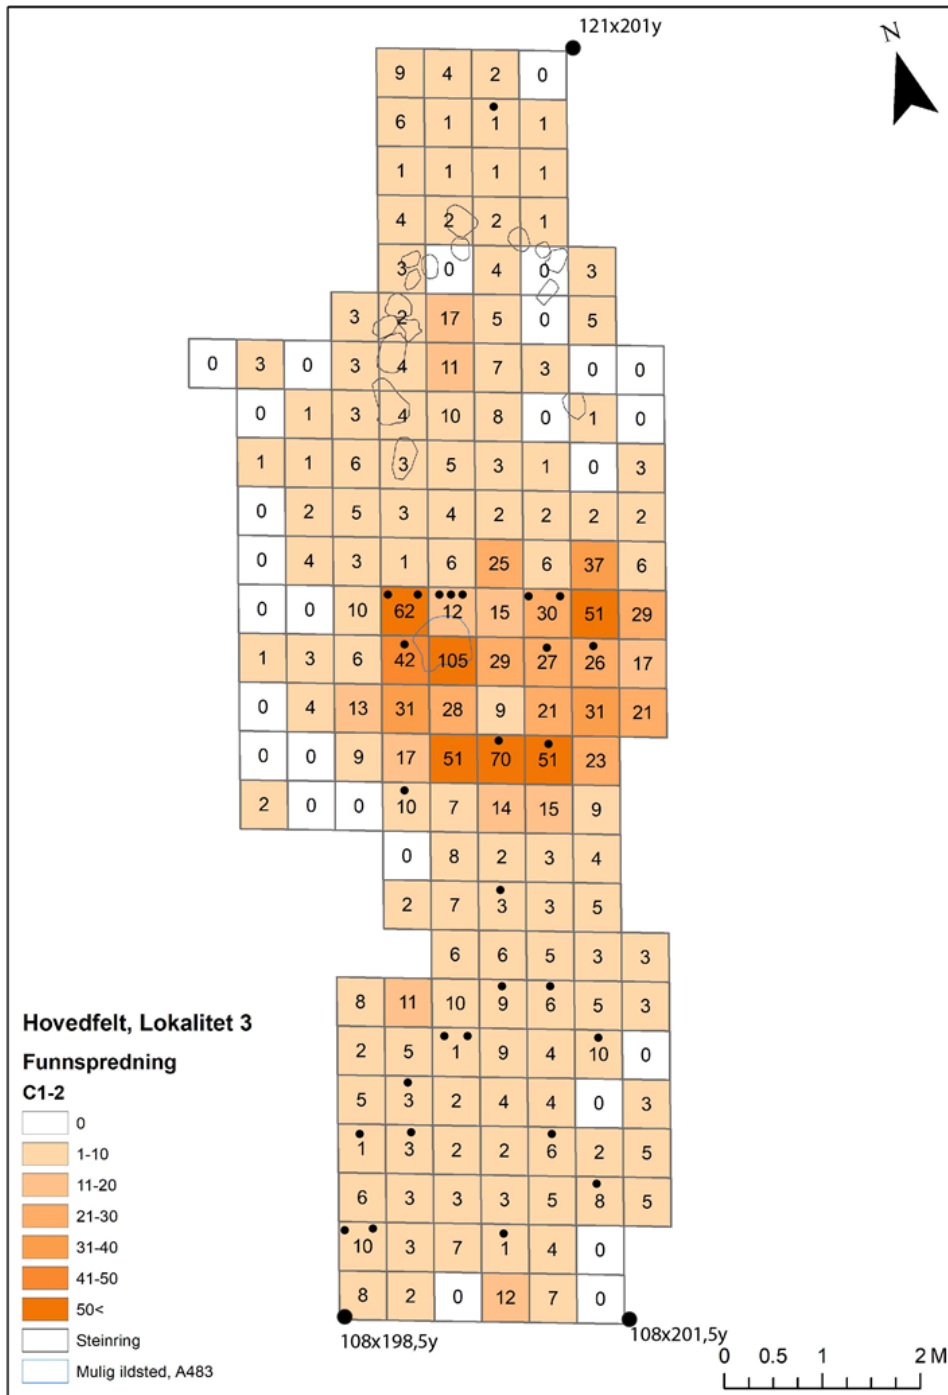 121x201y
N
9 4 2 0
6 1 1 1
1 1 1 1
4 2 2 1
3 0 4 0 3
3 2 17 5 0 5
0 3 0 3 4 11 7 3 0 0
0 1 3 4 10 8 0 1 0
1 1 6 3 5 3 1 0 3
0 2 5 3 4 2 2 2 2
0 4 3 1 6 25 6 37 6
0 0 10 62 12 15 30 51 29
1 3 6 42 105 29 27 26 17
0 4 13 31 28 9 21 31 21
0 0 9 17 51 70 51 23
2 0 0 10 7 14 15 9
0 8 2 3 4
2 7 3 3 5
6 6 5 3 3
8 11 10 9 6 5 3
2 5 1 9 4 10 0
5 3 2 4 4 0 3
1 3 2 2 6 2 5
6 3 3 3 5 8 5
10 3 7 1 4 0
8 2 0 12 7 0
108x198,5y
108x201,5y
Hovedfelt, Lokalitet 3
Funnspredning
C1-2
0
1-10
11-20
21-30
31-40
41-50
50<
Steinring
Mulig ildsted, A483
0 0.5 1 2 M